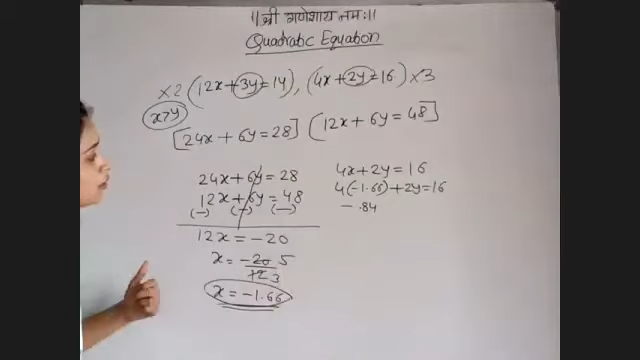 ||श्री गणेशाय नमः||
Quadratic Equation
×2 (12x+3y=14), (4x+2y=16) ×3
x>y
[24x+6y=28] [12x+6y=48]
24x+6y=28
12x+6y=48
(-) (-) (-)
12x=-20
x=-20 5
12 3
x=-1.66
4x+2y=16
4(-1.66)+2y=16
-.84